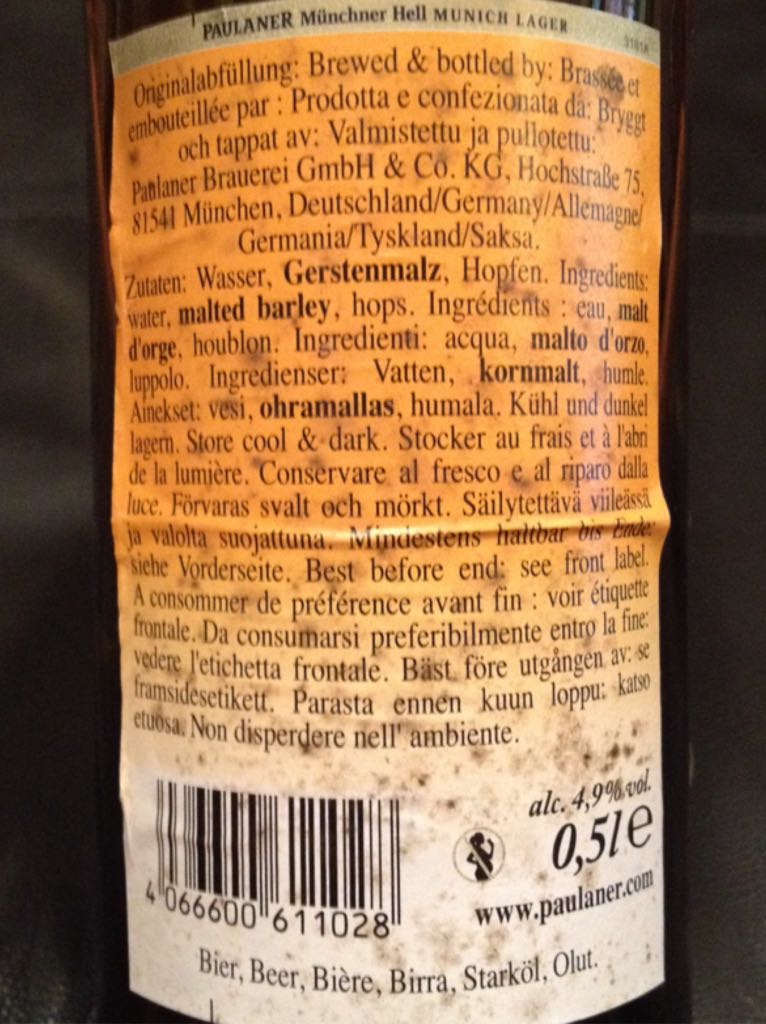 PAULANER Münchner Hell MUNICH LAGER
3181A
Originalabfüllung: Brewed & bottled by: Brassée et
embouteillée par : Prodotta e confezionata da: Bryggt
och tappat av: Valmistettu ja pullotettu:
Paulaner Brauerei GmbH & Co. KG, Hochstraße 75,
81541 München, Deutschland/Germany/Allemagne/
Germania/Tyskland/Saksa.
Zutaten: Wasser, Gerstenmalz, Hopfen. Ingredients:
water, malted barley, hops. Ingrédients : eau, malt
d'orge, houblon. Ingredienti: acqua, malto d'orzo,
luppolo. Ingredienser: Vatten, kornmalt, humle.
Ainekset: vesi, ohramallas, humala. Kühl und dunkel
lagern. Store cool & dark. Stocker au frais et à l'abri
de la lumière. Conservare al fresco e al riparo dalla
luce. Förvaras svalt och mörkt. Säilytettävä viileässä
ja valolta suojattuna. Mindestens haltbar bis Ende:
siehe Vorderseite. Best before end: see front label.
A consommer de préférence avant fin : voir étiquette
frontale. Da consumarsi preferibilmente entro la fine:
vedere l'etichetta frontale. Bäst före utgången av: se
framsidesetikett. Parasta ennen kuun loppu: katso
etuosa. Non disperdere nell' ambiente.
alc. 4,9% vol.
0,5l e
www.paulaner.com
4 066600 611028
Bier, Beer, Bière, Birra, Starköl, Olut.